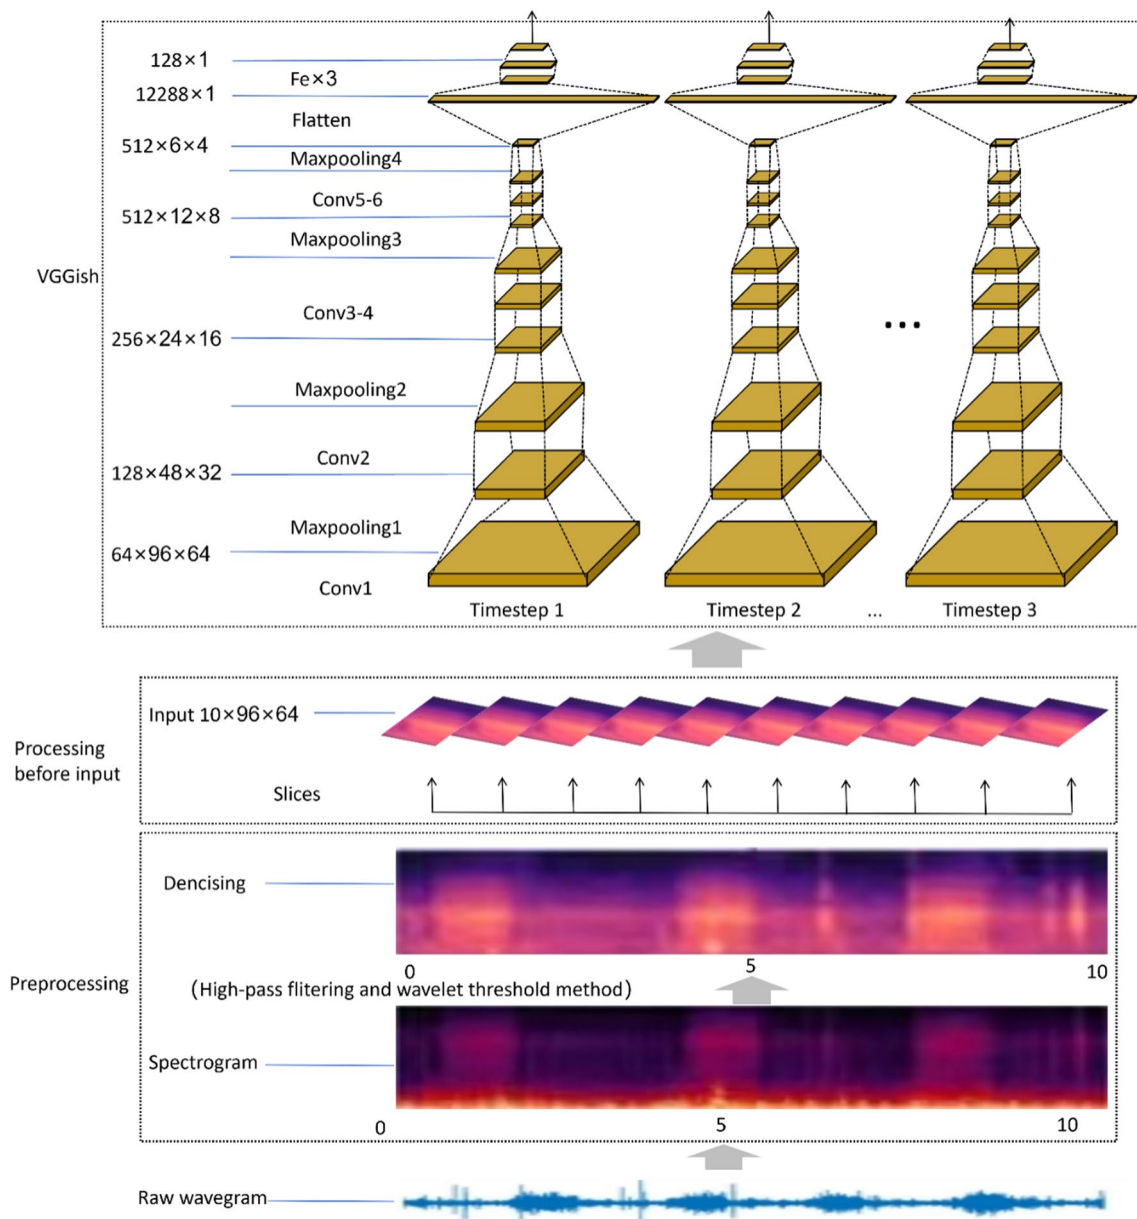 128×1
Fe×3
12288×1
Flatten
512×6×4
Maxpooling4
Conv5-6
512×12×8
Maxpooling3
VGGish
Conv3-4
...
256×24×16
Maxpooling2
Conv2
128×48×32
Maxpooling1
64×96×64
Conv1
Timestep 1 Timestep 2 ... Timestep 3
Input 10×96×64
Processing
before input
Slices
Dencising
0 5 10
Preprocessing
(High-pass flitering and wavelet threshold method)
Spectrogram
0 5 10
Raw wavegram